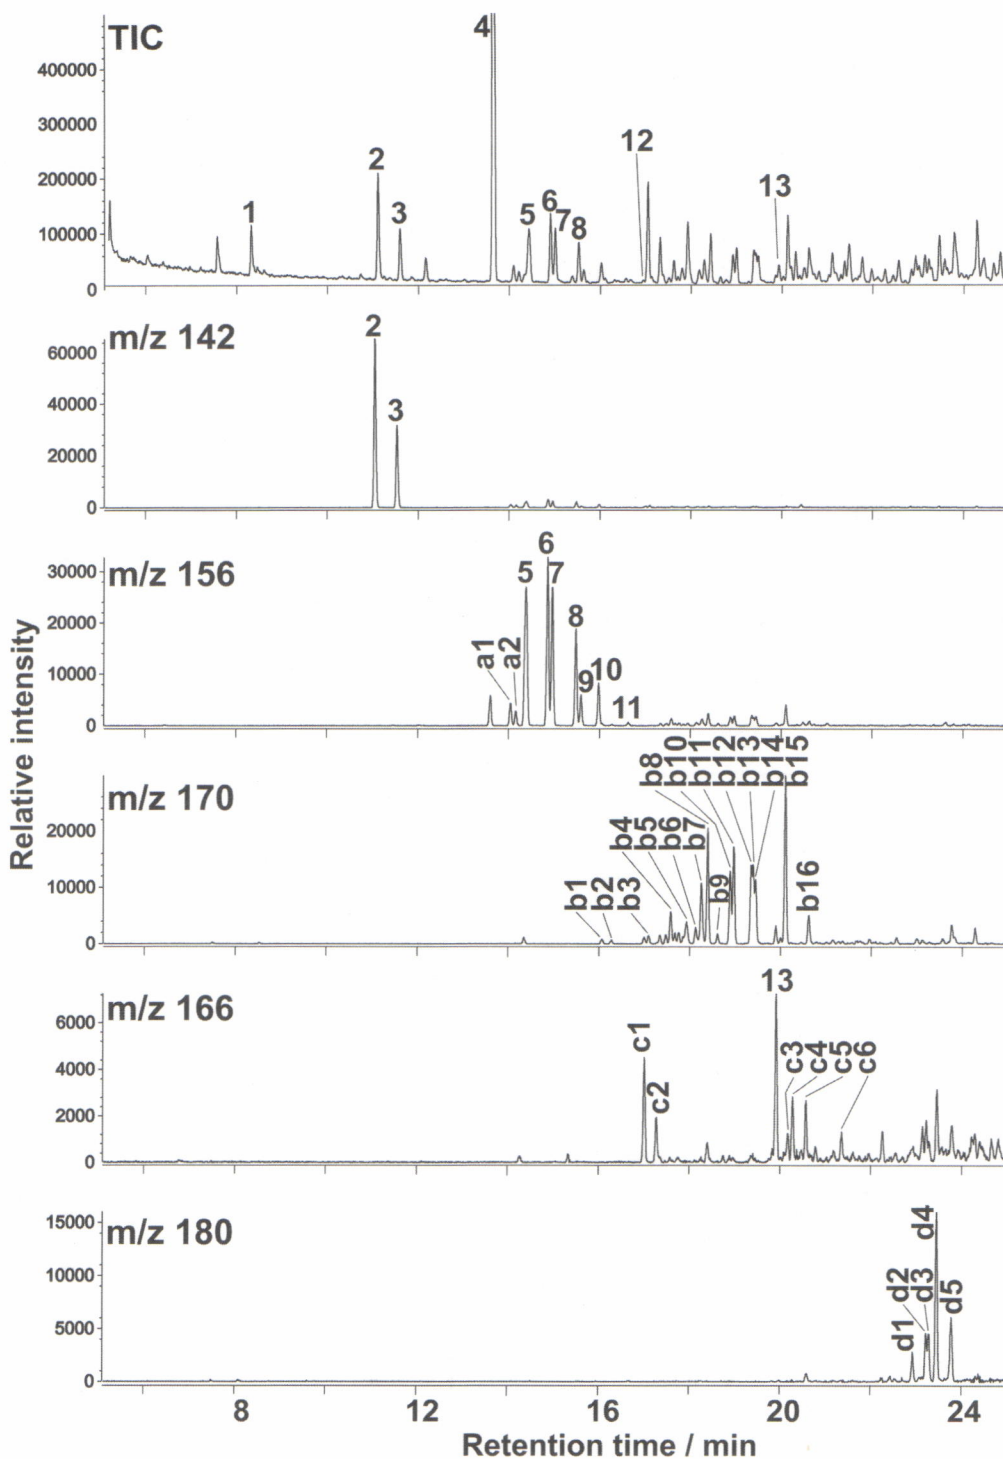 TIC
4
400000
300000
200000
100000
0
1
2
3
5
6
7
8
12
13
m/z 142
2
3
60000
40000
20000
0
m/z 156
6
5
7
8
9
10
11
a1
a2
30000
20000
10000
0
m/z 170
b1
b2
b3
b4
b5
b6
b7
b8
b9
b10
b11
b12
b13
b14
b15
b16
20000
10000
0
m/z 166
c1
c2
13
c3
c4
c5
c6
6000
4000
2000
0
m/z 180
d1
d2
d3
d4
d5
15000
10000
5000
0
8
12
16
20
24
Relative intensity
Retention time / min